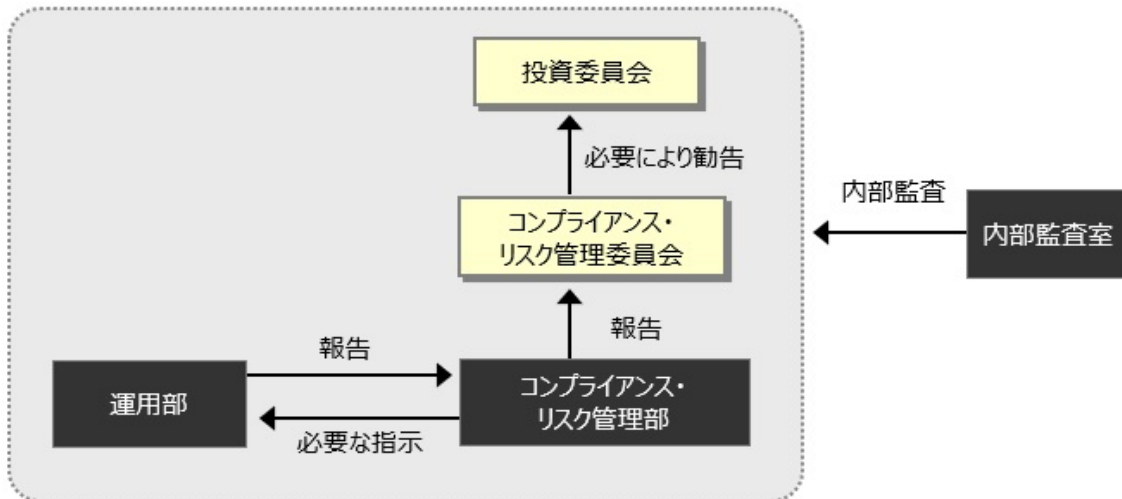 投資委員会
必要により勧告
コンプライアンス・
リスク管理委員会
内部監査
内部監査室
報告
報告
運用部
コンプライアンス・
リスク管理部
必要な指示